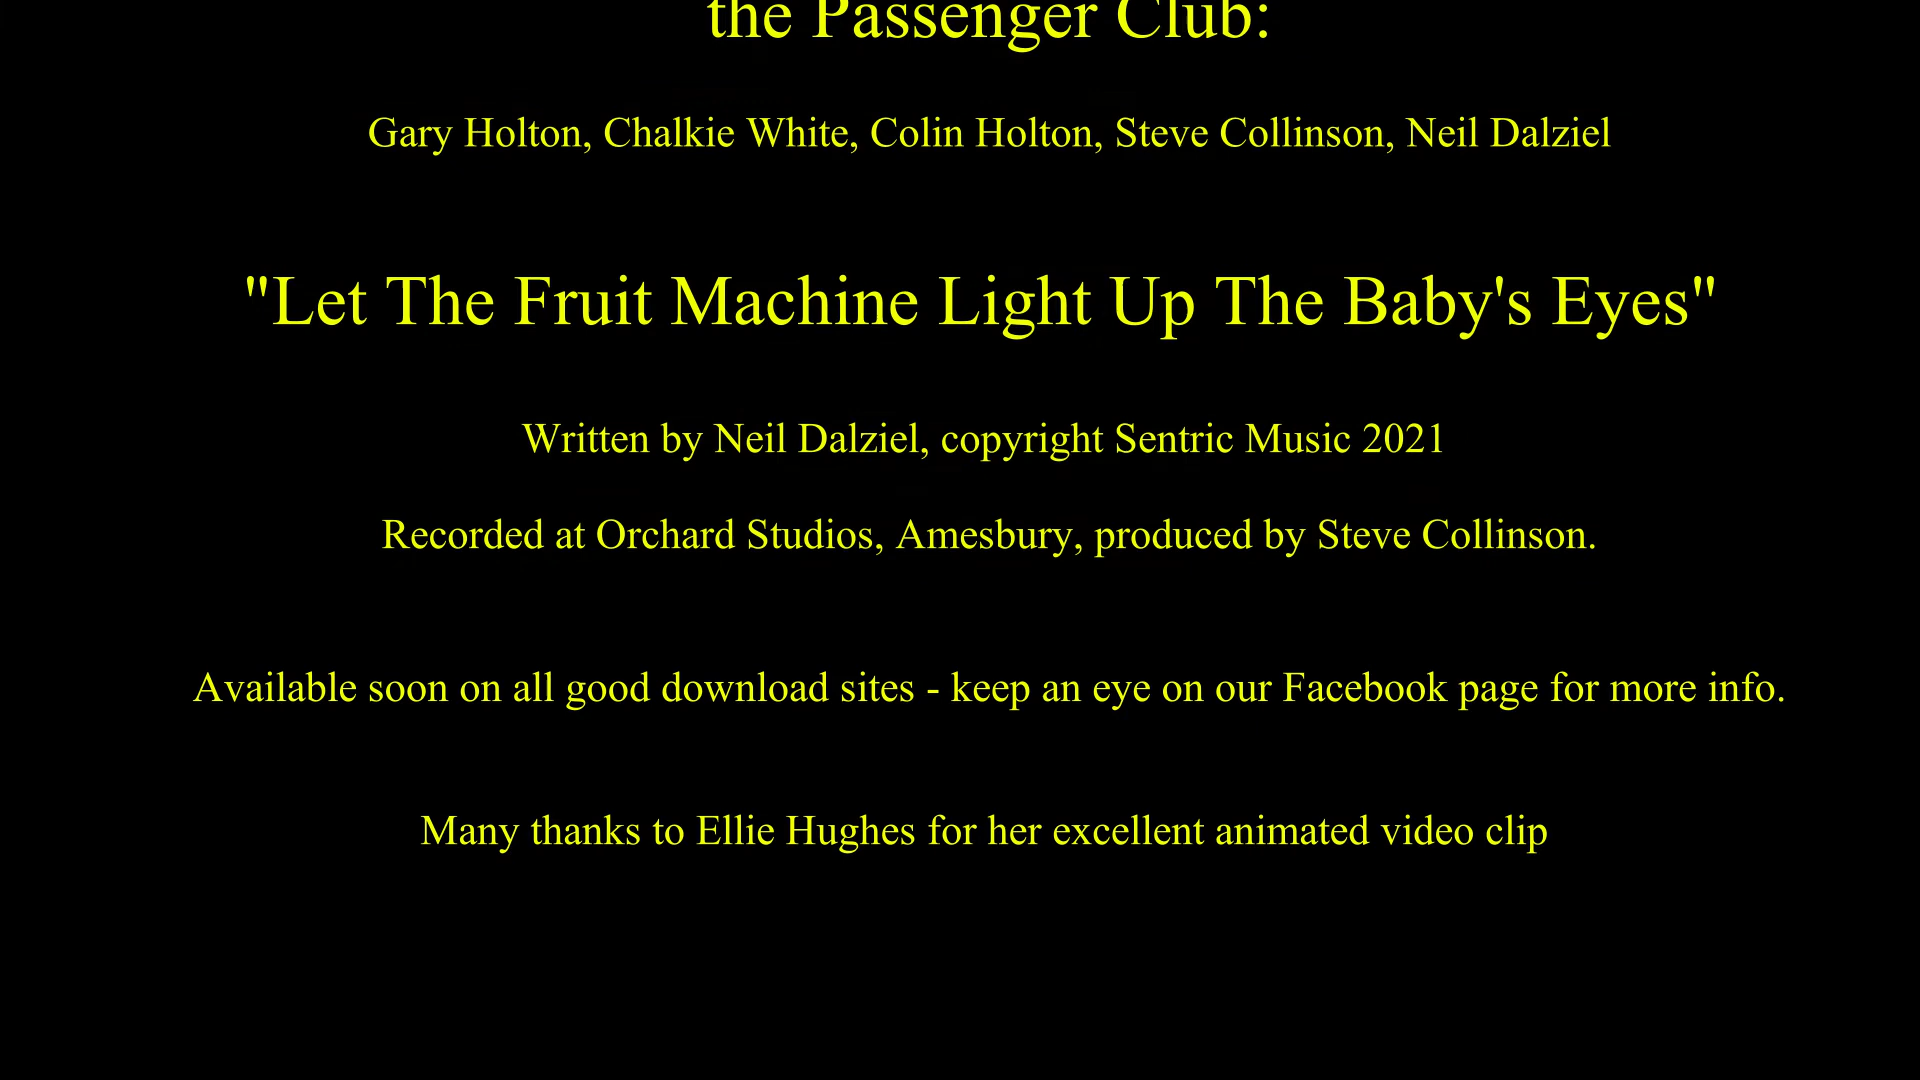 the Passenger Club:
Gary Holton, Chalkie White, Colin Holton, Steve Collinson, Neil Dalziel
"Let The Fruit Machine Light Up The Baby's Eyes"
Written by Neil Dalziel, copyright Sentric Music 2021
Recorded at Orchard Studios, Amesbury, produced by Steve Collinson.
Available soon on all good download sites - keep an eye on our Facebook page for more info.
Many thanks to Ellie Hughes for her excellent animated video clip